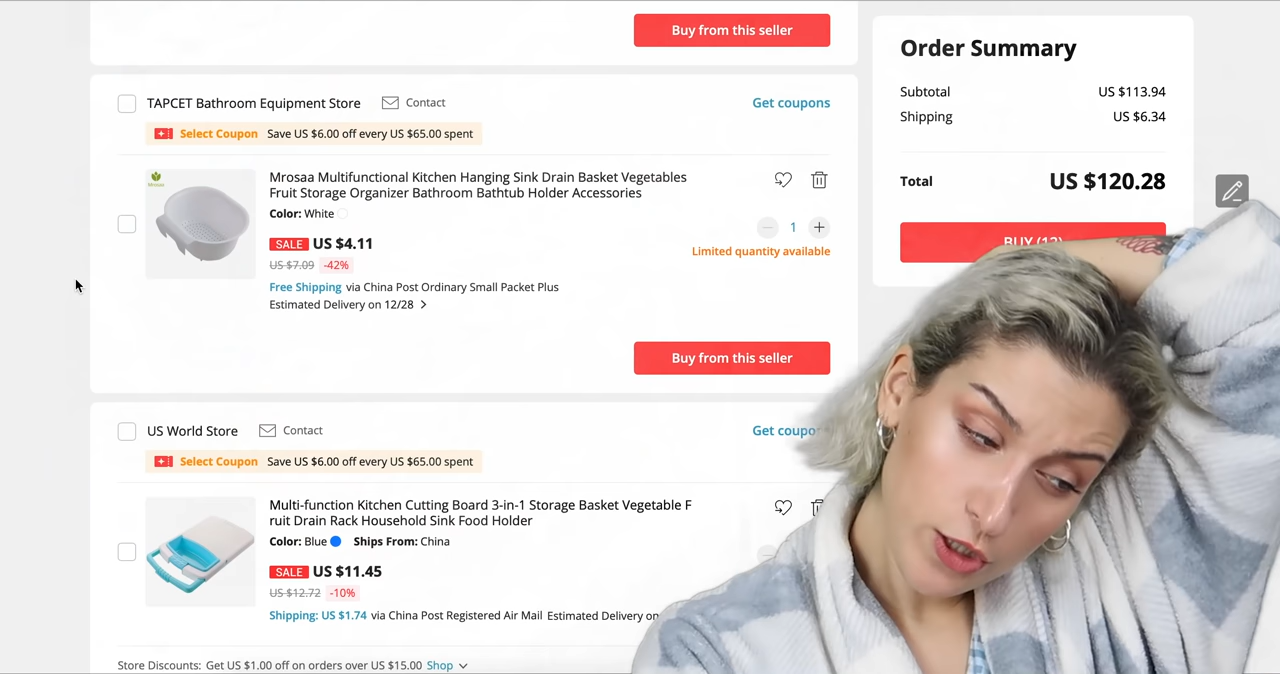 Buy from this seller
Order Summary
Subtotal US $113.94
Shipping US $6.34
Total US $120.28
TAPCET Bathroom Equipment Store Contact Get coupons
Select Coupon Save US $6.00 off every US $65.00 spent
Mrosaa
Mrosaa Multifunctional Kitchen Hanging Sink Drain Basket Vegetables
Fruit Storage Organizer Bathroom Bathtub Holder Accessories
Color: White
1
SALE US $4.11
Limited quantity available
US $7.09 -42%
Free Shipping via China Post Ordinary Small Packet Plus
Estimated Delivery on 12/28
Buy from this seller
US World Store Contact Get
Select Coupon Save US $6.00 off every US $65.00 spent
Multi-function Kitchen Cutting Board 3-in-1 Storage Basket Vegetable F
ruit Drain Rack Household Sink Food Holder
Color: Blue Ships From: China
SALE US $11.45
US $12.72 -10%
Shipping: US $1.74 via China Post Registered Air Mail Estimated Delivery on
Store Discounts: Get US $1.00 off on orders over US $15.00 Shop